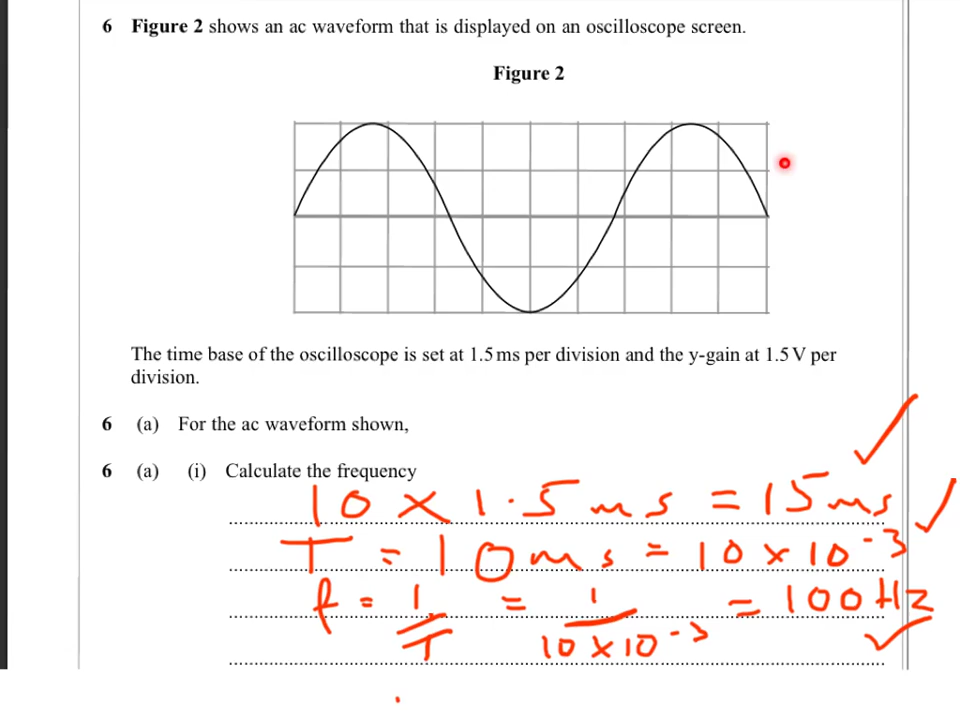 6 Figure 2 shows an ac waveform that is displayed on an oscilloscope screen.
Figure 2
The time base of the oscilloscope is set at 1.5 ms per division and the y-gain at 1.5 V per
division.
6 (a) For the ac waveform shown,
6 (a) (i) Calculate the frequency
10 × 1.5 ms = 15 ms
T = 10 ms = 10 × 10⁻³
f = 1/T = 1/10 × 10⁻³ = 100 Hz